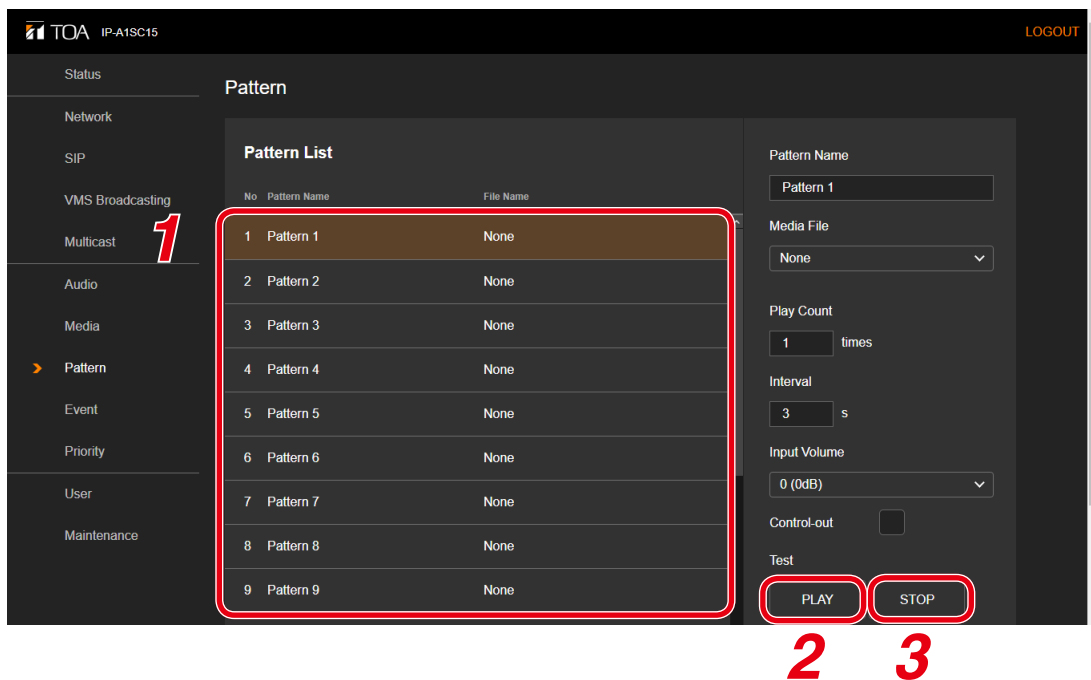 TOA IP-A1SC15 LOGOUT
Status
Network
SIP
VMS Broadcasting
Multicast
Audio
Media
Pattern
Event
Priority
User
Maintenance
Pattern
Pattern List
No Pattern Name File Name
1 Pattern 1 None
2 Pattern 2 None
3 Pattern 3 None
4 Pattern 4 None
5 Pattern 5 None
6 Pattern 6 None
7 Pattern 7 None
8 Pattern 8 None
9 Pattern 9 None
1
Pattern Name
Pattern 1
Media File
None
Play Count
1 times
Interval
3 s
Input Volume
0 (0dB)
Control-out
Test
PLAY STOP
2 3